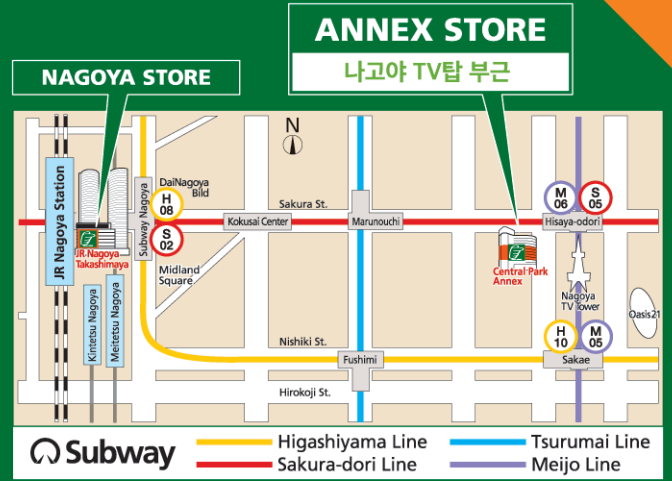 ANNEX STORE
나고야 TV탑 부근
NAGOYA STORE
N
DaiNagoya
Bild
H
08
S
02
M
06
S
05
Sakura St.
JR Nagoya Station
Subway Nagoya
Kokusai Center
Marunouchi
Hisaya-odori
JR Nagoya
Takashimaya
Midland
Square
Central Park
Annex
Kintetsu Nagoya
Meitetsu Nagoya
Nagoya
TV Tower
Oasis21
Nishiki St.
H
10
M
05
Fushimi
Sakae
Hirokoji St.
Subway
Higashiyama Line
Tsurumai Line
Sakura-dori Line
Meijo Line